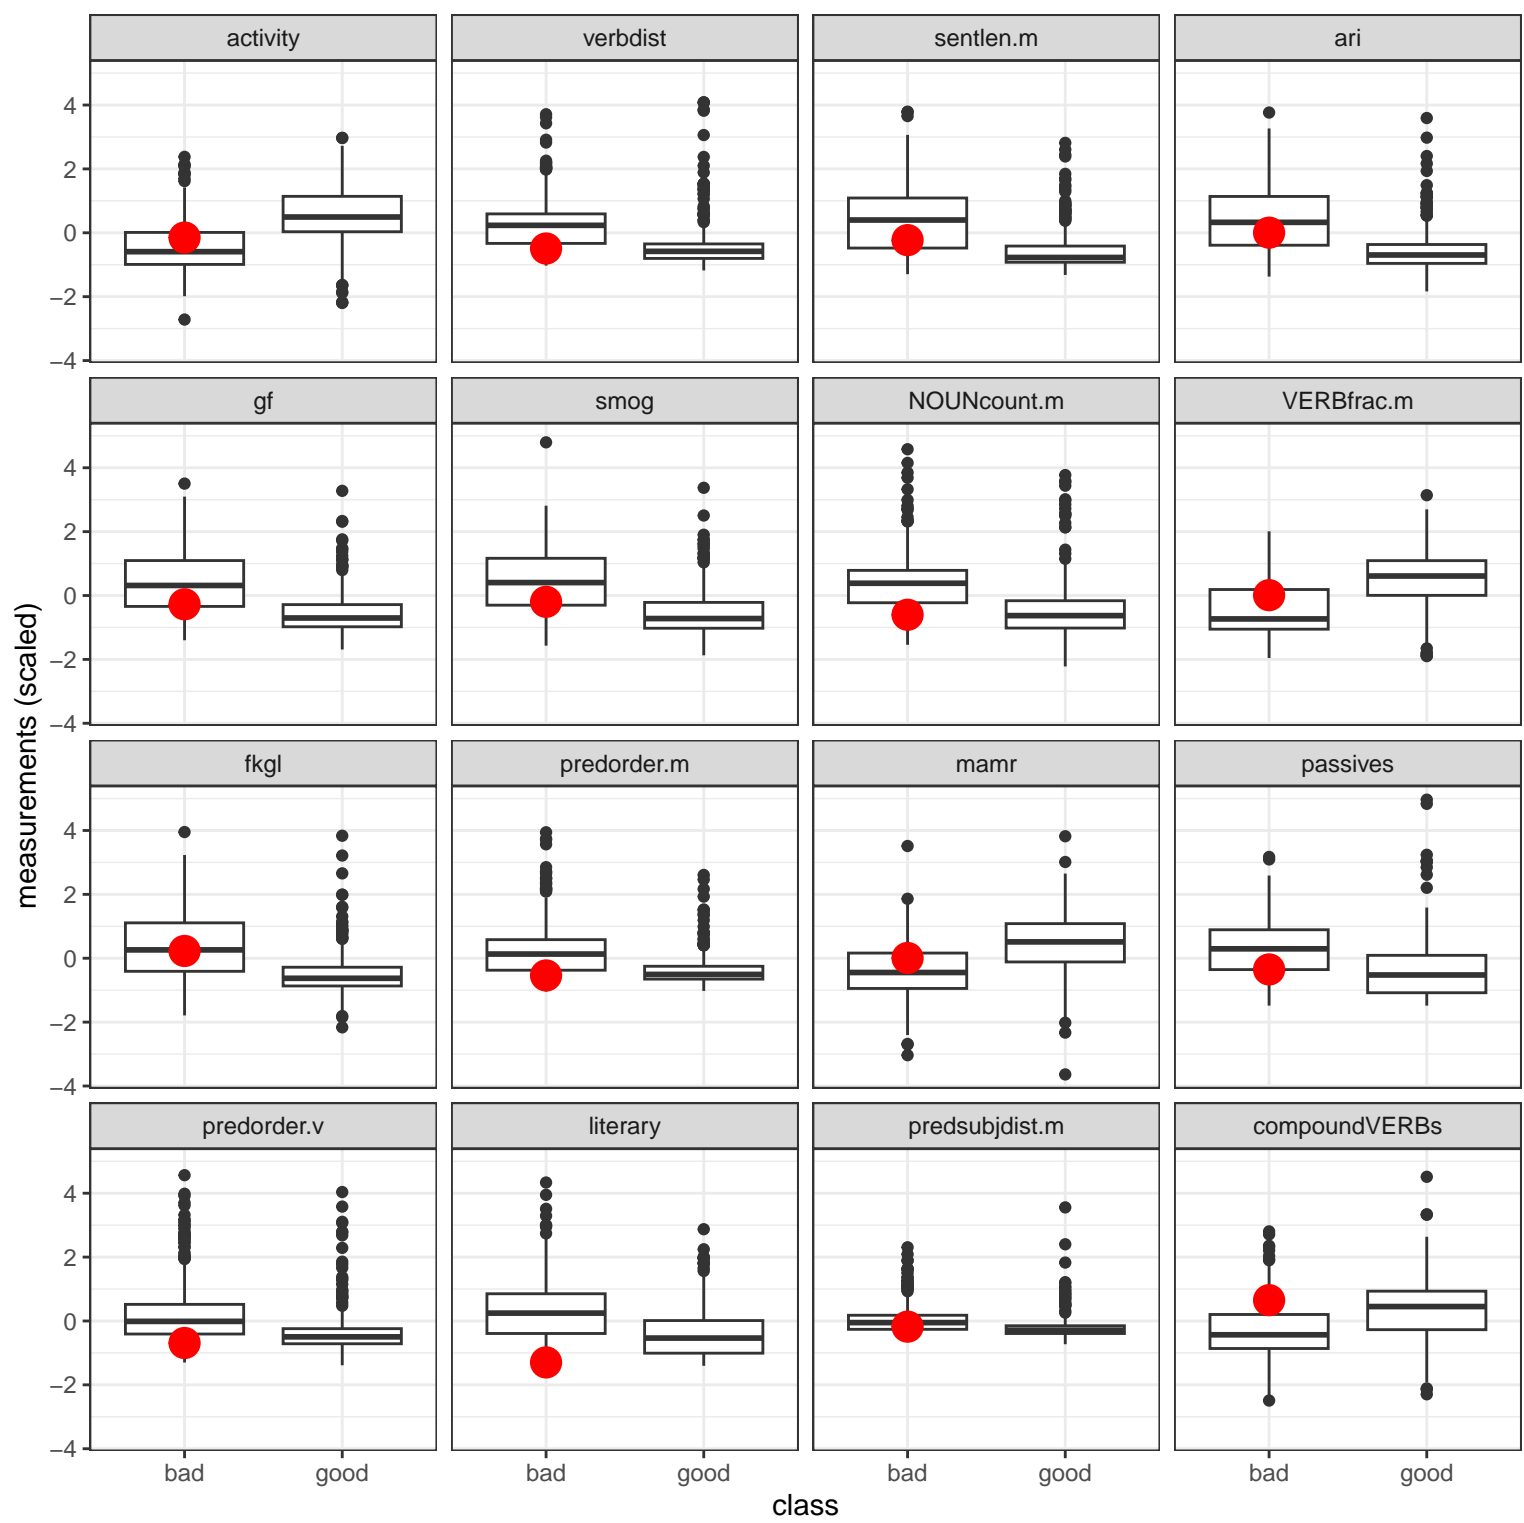 activity verbdist sentlen.m ari
4
2
0
−2
−4
gf smog NOUNcount.m VERBfrac.m
4
2
0
−2
−4
measurements (scaled)
fkgl predorder.m mamr passives
4
2
0
−2
−4
predorder.v literary predsubjdist.m compoundVERBs
4
2
0
−2
−4
bad good bad good bad good bad good
class